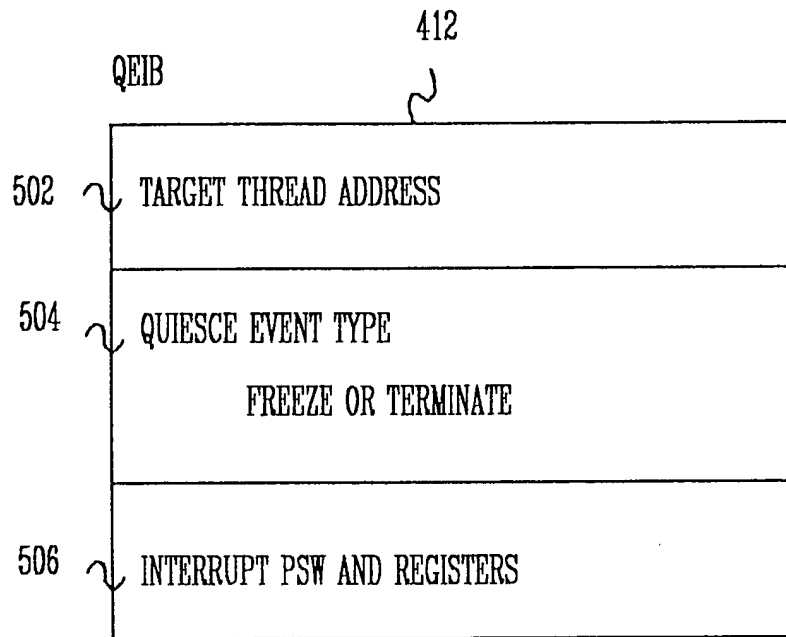 412
QEIB
502 TARGET THREAD ADDRESS
504 QUIESCE EVENT TYPE
FREEZE OR TERMINATE
506 INTERRUPT PSW AND REGISTERS